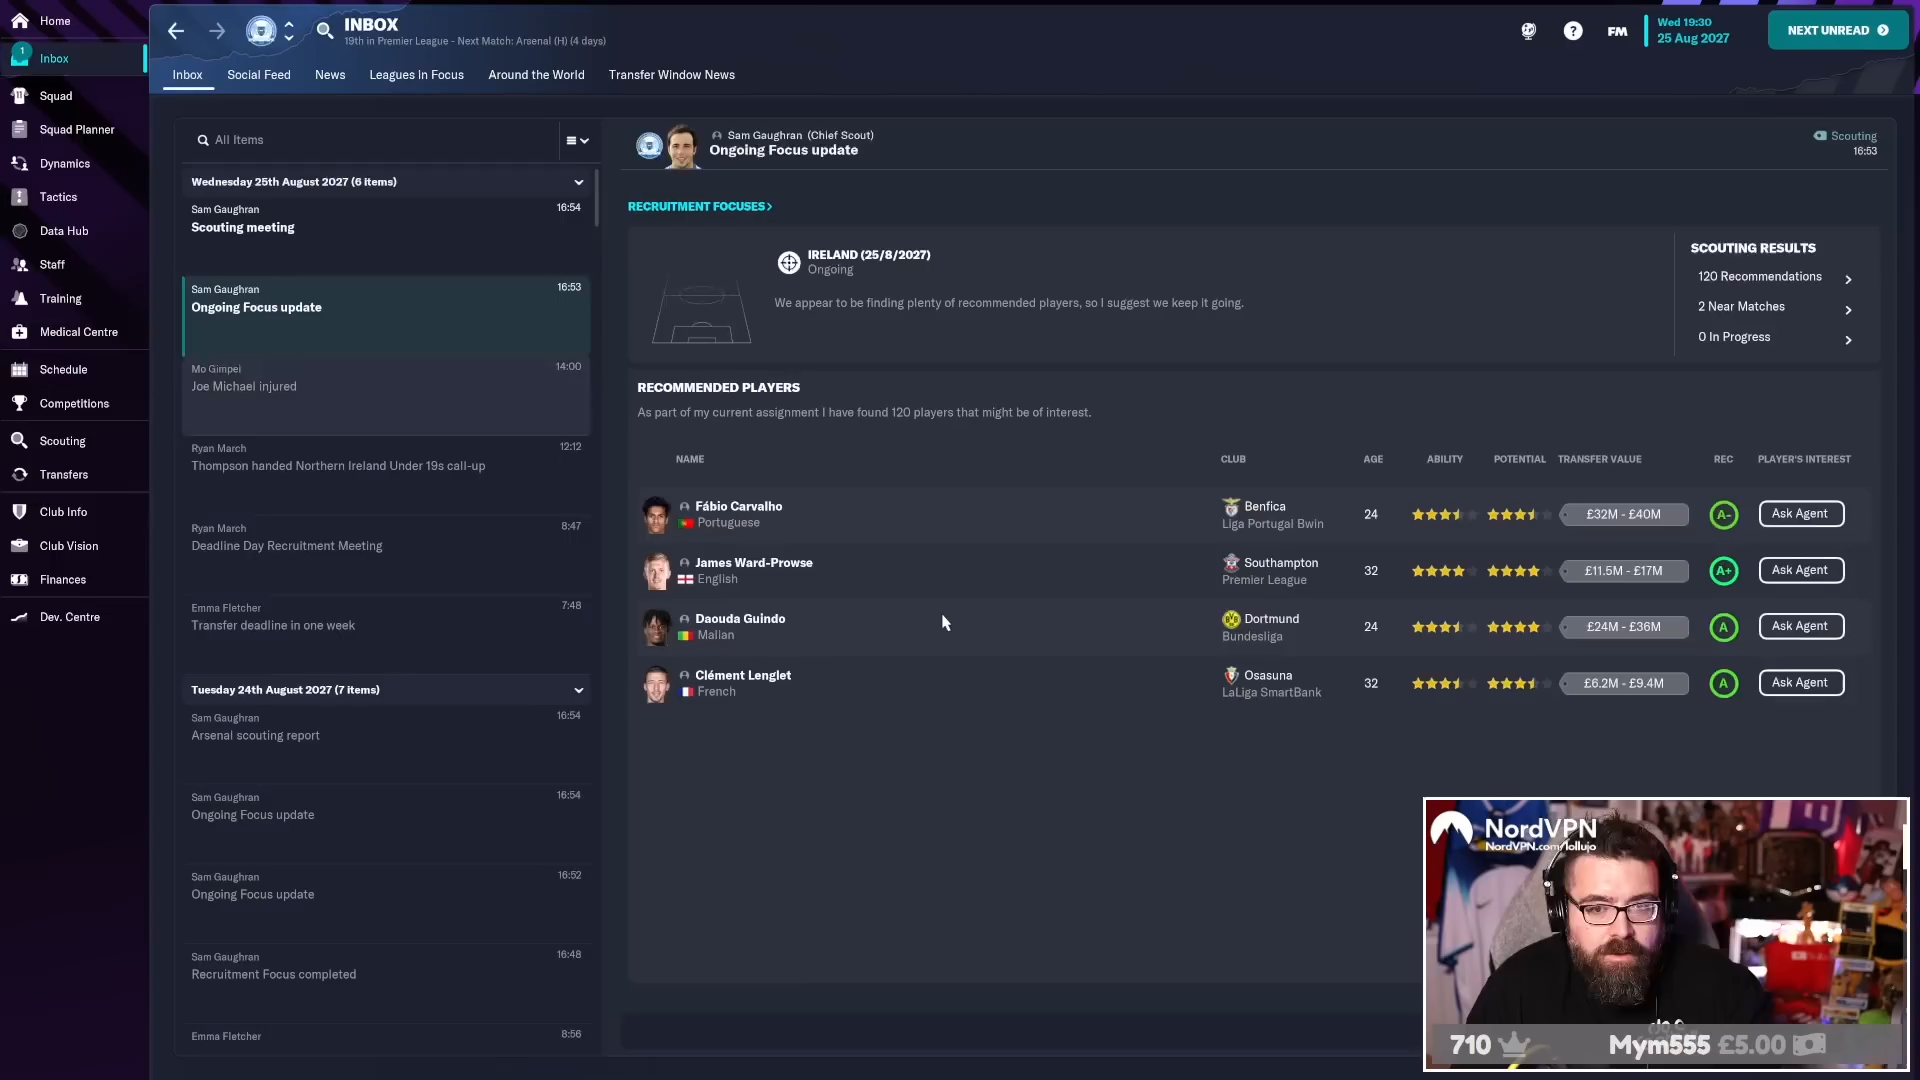 Home
1
Inbox
Squad
Squad Planner
Dynamics
Tactics
Data Hub
Staff
Training
Medical Centre
Schedule
Competitions
Scouting
Transfers
Club Info
Club Vision
Finances
Dev. Centre
INBOX
19th in Premier League - Next Match: Arsenal (H) (4 days)
?
FM
Wed 19:30
25 Aug 2027
NEXT UNREAD
Inbox
Social Feed
News
Leagues in Focus
Around the World
Transfer Window News
All Items
Wednesday 25th August 2027 (6 items)
Sam Gaughran 16:54
Scouting meeting
Sam Gaughran 16:53
Ongoing Focus update
Mo Gimpel 14:00
Joe Michael injured
Ryan March 12:12
Thompson handed Northern Ireland Under 19s call-up
Ryan March 8:47
Deadline Day Recruitment Meeting
Emma Fletcher 7:48
Transfer deadline in one week
Tuesday 24th August 2027 (7 items)
Sam Gaughran 16:54
Arsenal scouting report
Sam Gaughran 16:54
Ongoing Focus update
Sam Gaughran 16:52
Ongoing Focus update
Sam Gaughran 16:48
Recruitment Focus completed
Emma Fletcher 8:56
Sam Gaughran (Chief Scout)
Ongoing Focus update
Scouting
16:53
RECRUITMENT FOCUSES>
IRELAND (25/8/2027)
Ongoing
We appear to be finding plenty of recommended players, so I suggest we keep it going.
SCOUTING RESULTS
120 Recommendations
2 Near Matches
0 In Progress
RECOMMENDED PLAYERS
As part of my current assignment I have found 120 players that might be of interest.
NAME CLUB AGE ABILITY POTENTIAL TRANSFER VALUE REC PLAYER'S INTEREST
Fábio Carvalho Benfica 24 £32M - £40M A- Ask Agent
Portuguese Liga Portugal Bwin
James Ward-Prowse Southampton 32 £11.5M - £17M A+ Ask Agent
English Premier League
Daouda Guindo Dortmund 24 £24M - £36M A Ask Agent
Malian Bundesliga
Clément Lenglet Osasuna 32 £6.2M - £9.4M A Ask Agent
French LaLiga SmartBank
NordVPN
NordVPN.com/lollujo
710
Mym555 £5.00